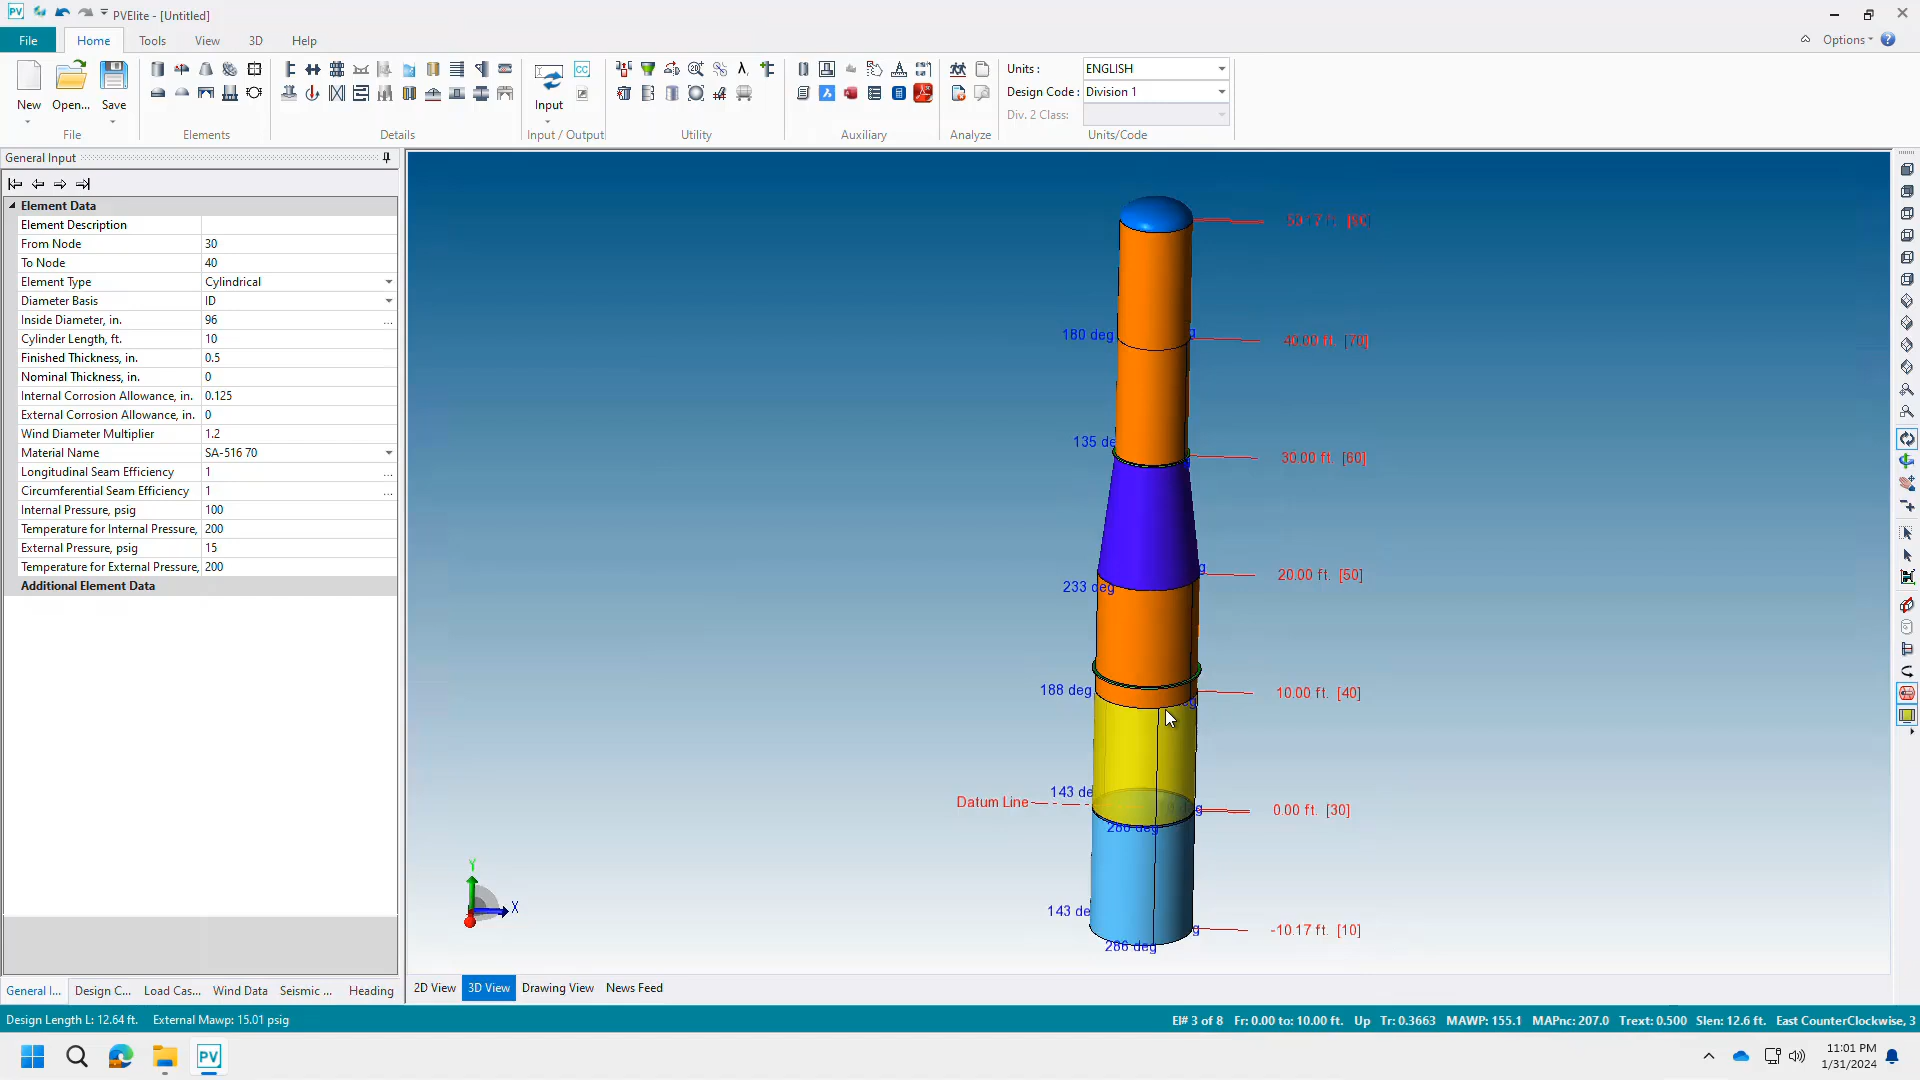 PVElite - [Untitled]
File Home Tools View 3D Help Options
New Open... Save Input
Units : ENGLISH
Design Code : Division 1
Div. 2 Class:
File Elements Details Input / Output Utility Auxiliary Analyze Units/Code
General Input
Element Data
Element Description
From Node 30
To Node 40
Element Type Cylindrical
Diameter Basis ID
Inside Diameter, in. 96
Cylinder Length, ft. 10
Finished Thickness, in. 0.5
Nominal Thickness, in. 0
Internal Corrosion Allowance, in. 0.125
External Corrosion Allowance, in. 0
Wind Diameter Multiplier 1.2
Material Name SA-516 70
Longitudinal Seam Efficiency 1
Circumferential Seam Efficiency 1
Internal Pressure, psig 100
Temperature for Internal Pressure, 200
External Pressure, psig 15
Temperature for External Pressure, 200
Additional Element Data
180 deg 40.00 ft. [70]
135 de 30.00 ft. [60]
20.00 ft. [50]
233 deg
188 deg 10.00 ft. [40]
143 de
Datum Line 0.00 ft. [30]
286 deg
143 de
-10.17 ft. [10]
286 deg
Y
X
2D View 3D View Drawing View News Feed
General I... Design C... Load Cas... Wind Data Seismic ... Heading
Design Length L: 12.64 ft. External Mawp: 15.01 psig El# 3 of 8 Fr: 0.00 to: 10.00 ft. Up Tr: 0.3663 MAWP: 155.1 MAPnc: 207.0 Trext: 0.500 Slen: 12.6 ft. East CounterClockwise, 3
11:01 PM
1/31/2024